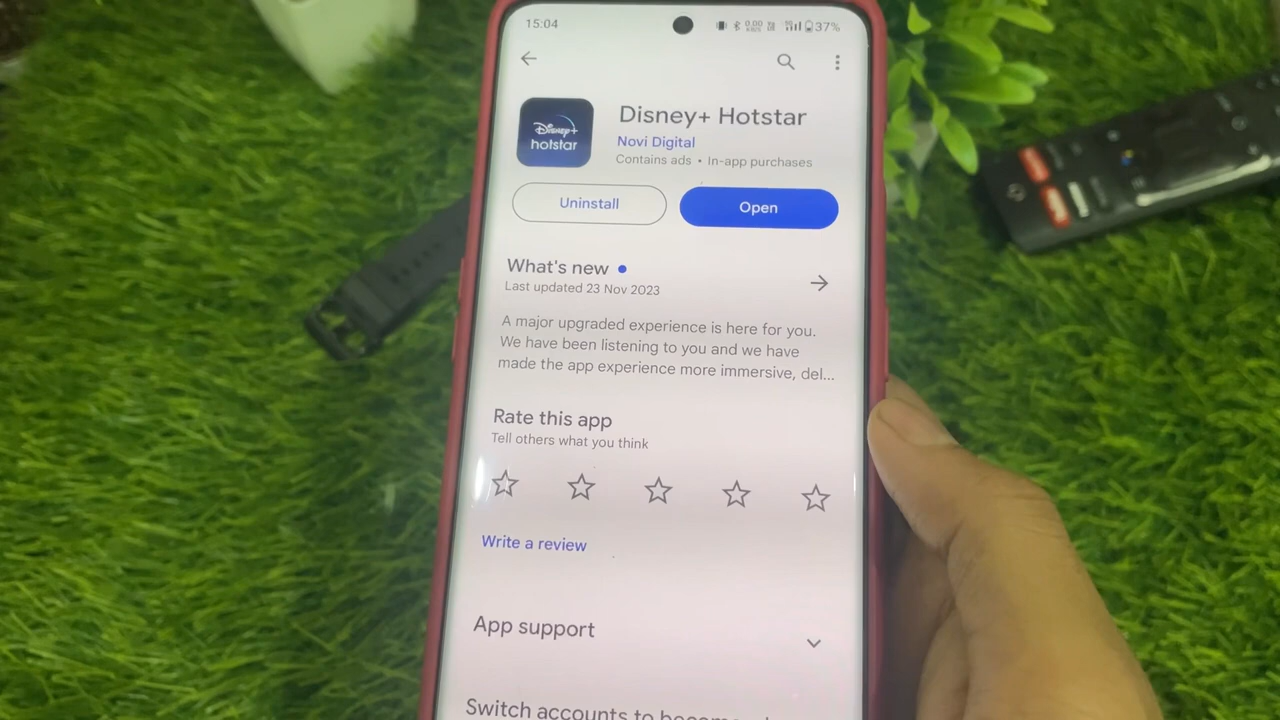 15:04
0.00
37%
Disney+
hotstar
Disney+ Hotstar
Novi Digital
Contains ads • In-app purchases
Uninstall
Open
What's new
Last updated 23 Nov 2023
A major upgraded experience is here for you.
We have been listening to you and we have
made the app experience more immersive, del...
Rate this app
Tell others what you think
Write a review
App support
Switch accounts to